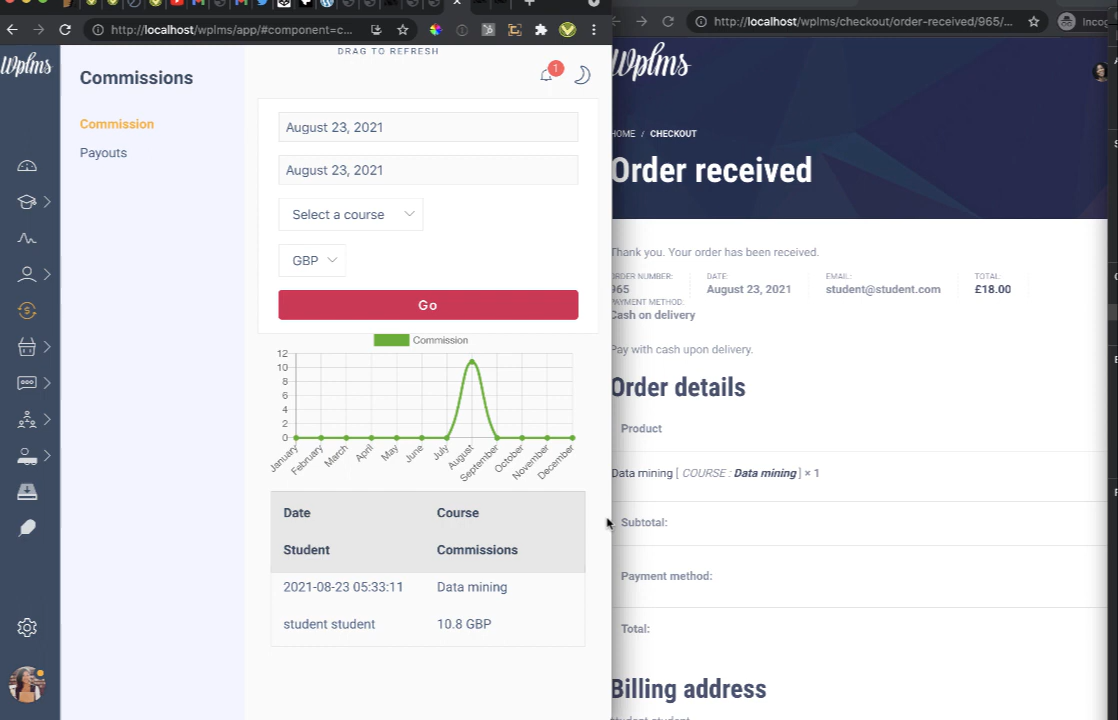 http://localhost/wplms/app/#component=c...
Wplms
Commissions
Commission
Payouts
DRAG TO REFRESH
1
August 23, 2021
August 23, 2021
Select a course
GBP
Go
Commission
12
10
8
6
4
2
0
January
February
March
April
May
June
July
August
September
October
November
December
Date
Course
Student
Commissions
2021-08-23 05:33:11
Data mining
student student
10.8 GBP
http://localhost/wplms/checkout/order-received/965/...
Incog
Wplms
HOME / CHECKOUT
Order received
Thank you. Your order has been received.
ORDER NUMBER:
965
DATE:
August 23, 2021
EMAIL:
student@student.com
TOTAL:
£18.00
PAYMENT METHOD:
Cash on delivery
Pay with cash upon delivery.
Order details
Product
Data mining [ COURSE : Data mining ] × 1
Subtotal:
Payment method:
Total:
Billing address
student student